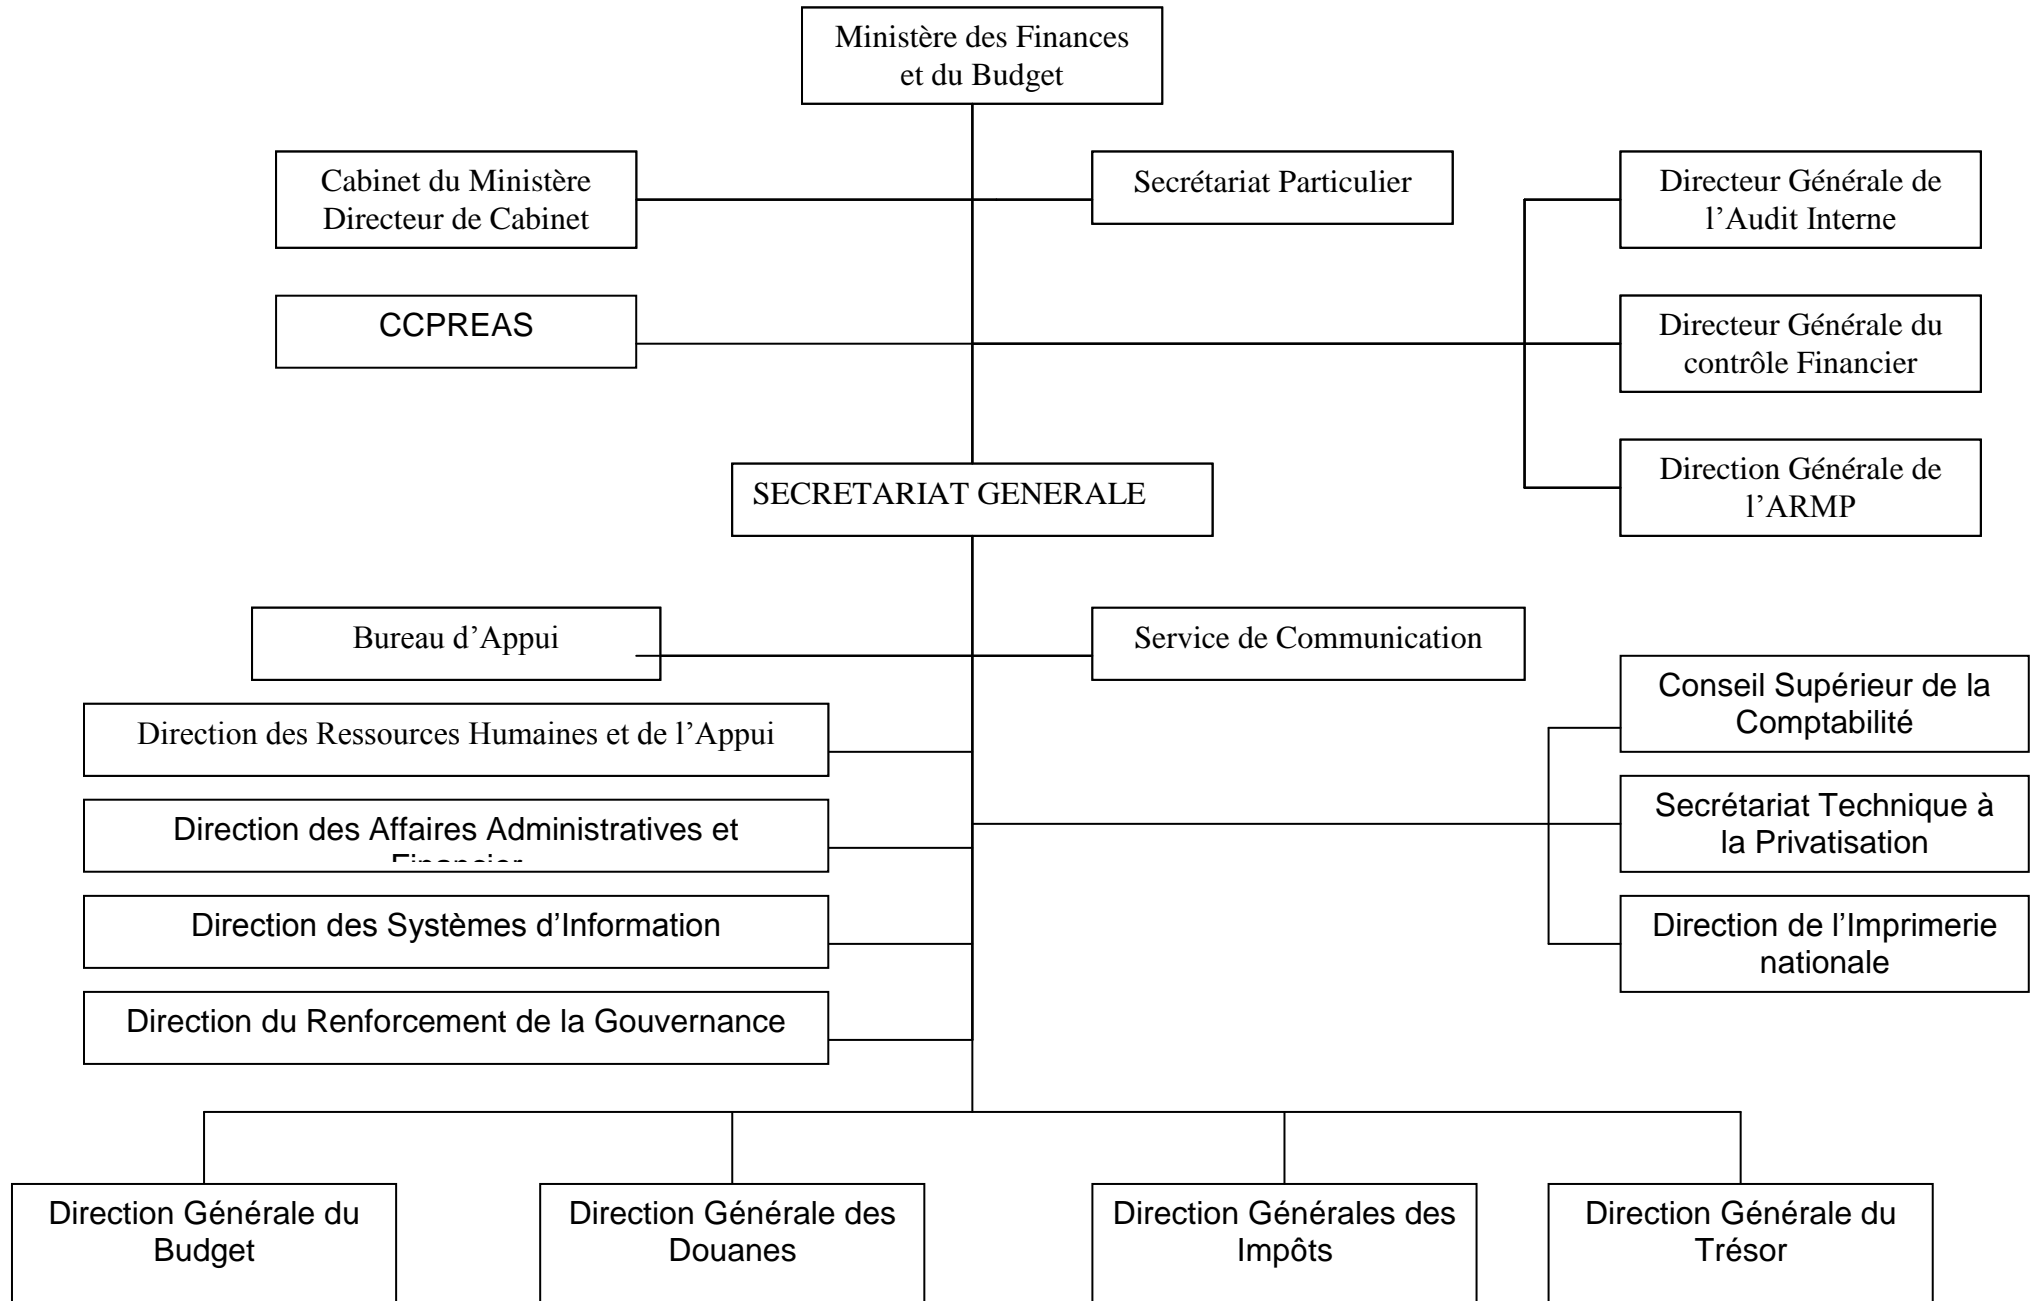 Ministère des Finances
et du Budget
Cabinet du Ministère
Directeur de Cabinet
Secrétariat Particulier
Directeur Générale de
l’Audit Interne
CCPREAS
Directeur Générale du
contrôle Financier
SECRETARIAT GENERALE
Direction Générale de
l’ARMP
Bureau d’Appui
Service de Communication
Direction des Ressources Humaines et de l’Appui
Conseil Supérieur de la
Comptabilité
Direction des Affaires Administratives et
Financier
Secrétariat Technique à
la Privatisation
Direction des Systèmes d’Information
Direction de l’Imprimerie
nationale
Direction du Renforcement de la Gouvernance
Direction Générale du
Budget
Direction Générale des
Douanes
Direction Générales des
Impôts
Direction Générale du
Trésor